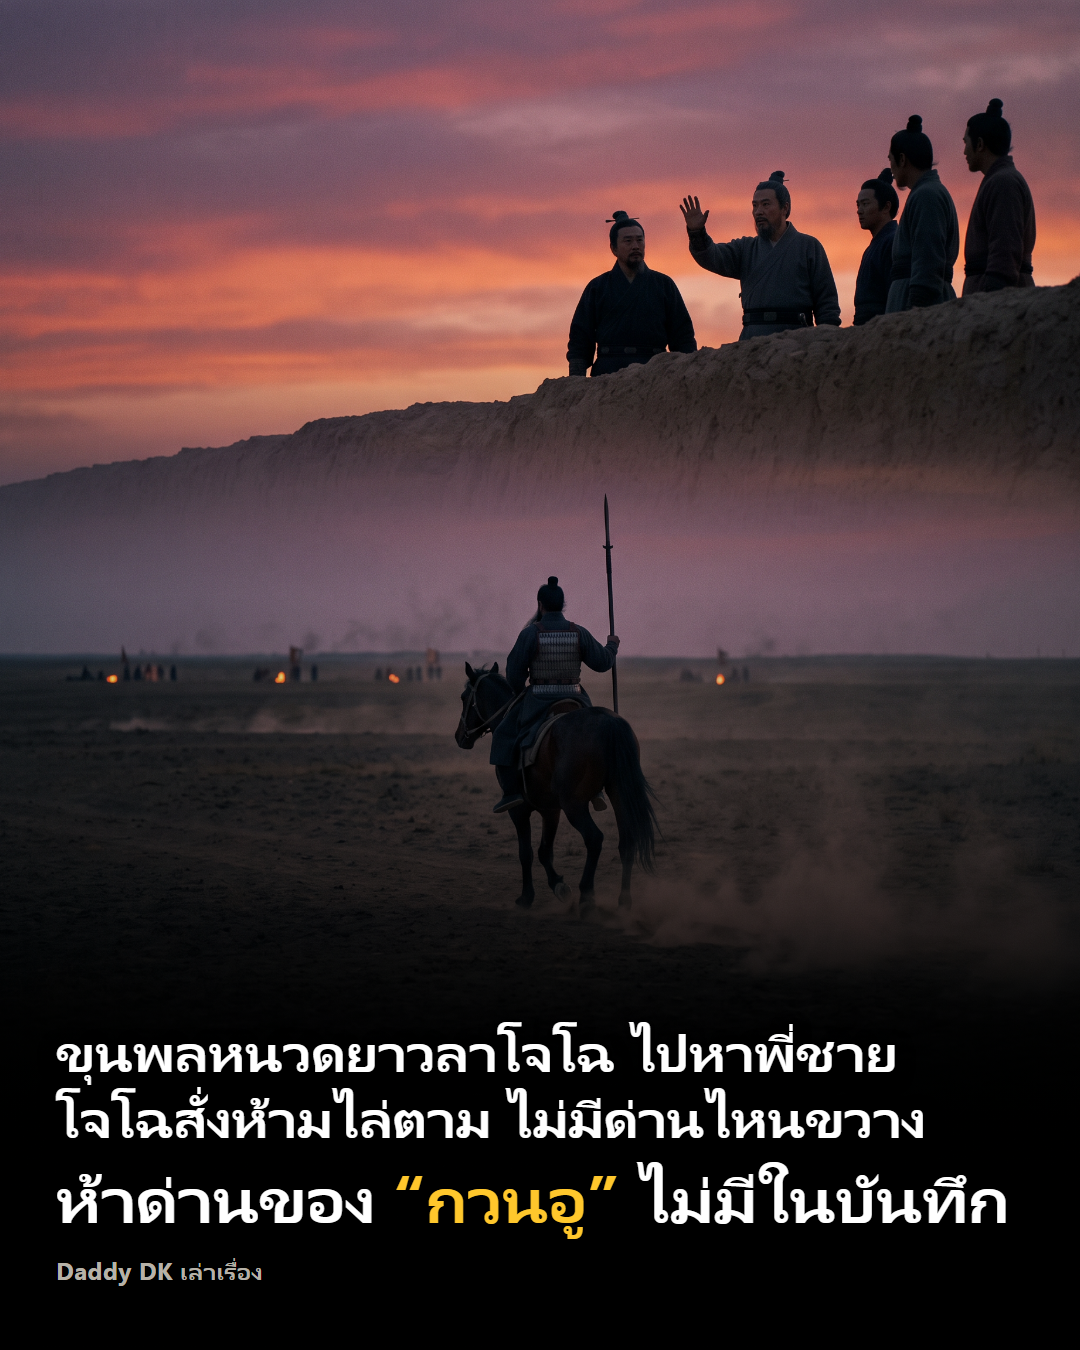 ขุนพลหนวดยาวลาโจโฉ ไปหาพี่ชาย
โจโฉสั่งห้ามไล่ตาม ไม่มีด่านไหนขวาง
ห้าด่านของ “กวนอู” ไม่มีในบันทึก
Daddy DK เล่าเรื่อง